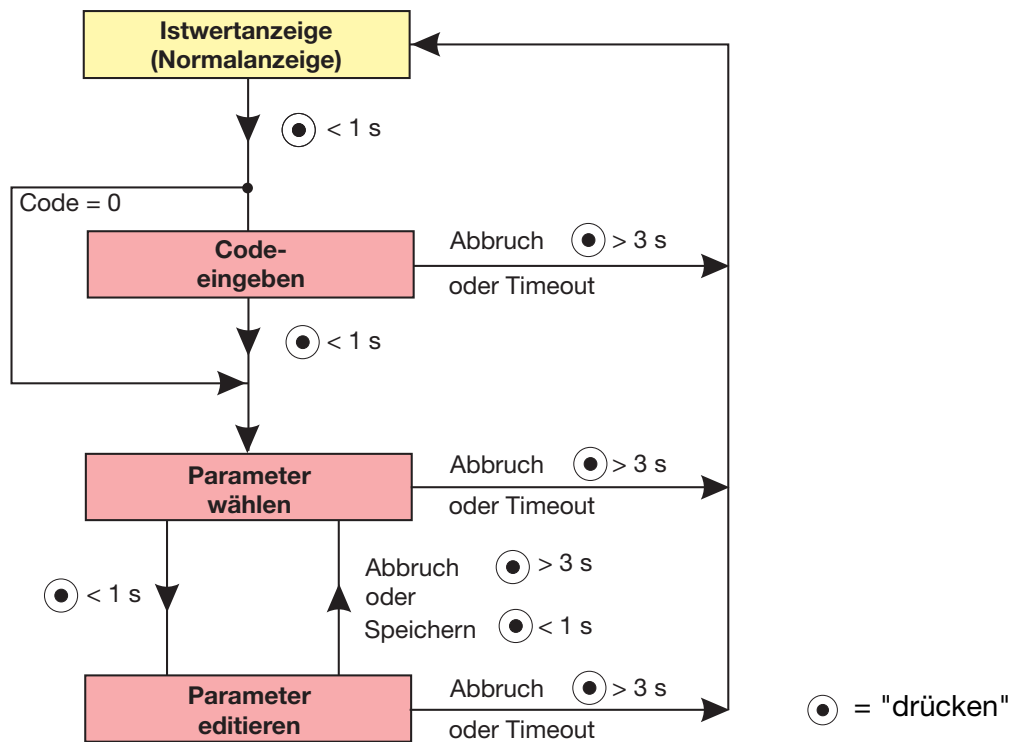 Istwertanzeige
(Normalanzeige)
< 1 s
Code = 0
Code-
eingeben
Abbruch > 3 s
oder Timeout
< 1 s
Parameter
wählen
Abbruch > 3 s
oder Timeout
< 1 s
Abbruch > 3 s
oder
Speichern < 1 s
Parameter
editieren
Abbruch > 3 s
oder Timeout
= "drücken"